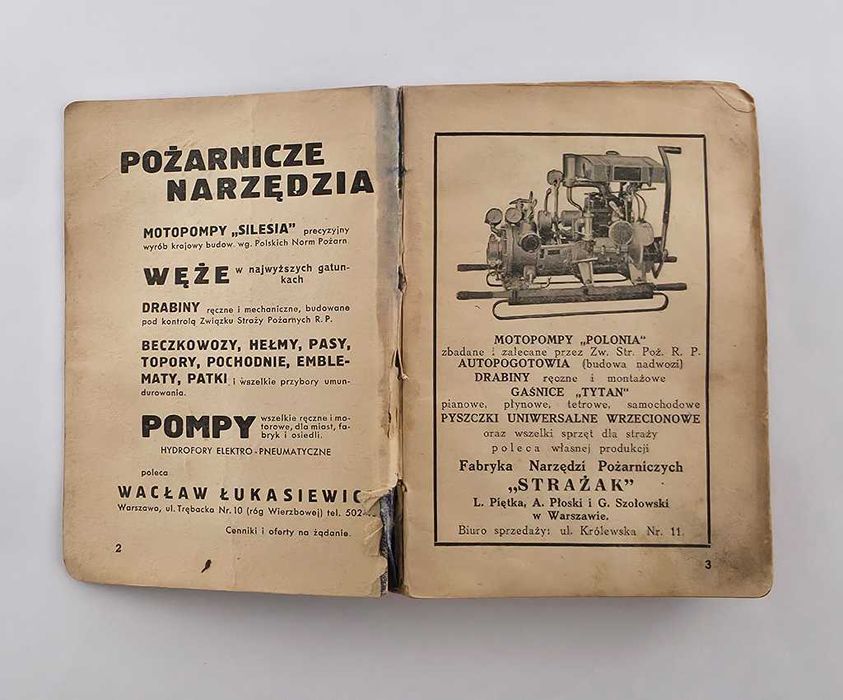 POŻARNICZE
NARZĘDZIA
MOTOPOMPY „SILESIA” precyzyjny
wyrób krajowy budow. wg. Polskich Norm Pożarn.
WĘŻE w najwyższych gatun-
kach
DRABINY ręczne i mechaniczne, budowane
pod kontrolą Związku Straży Pożarnych R. P.
BECZKOWOZY, HEŁMY, PASY,
TOPORY, POCHODNIE, EMBLE-
MATY, PATKI i wszelkie przybory umun-
durowania.
POMPY wszelkie ręczne i mo-
torowe, dla miast, fa-
bryk i osiedli.
HYDROFORY ELEKTRO-PNEUMATYCZNE
poleca
WACŁAW ŁUKASIEWIC
Warszawa, ul. Trębacka Nr. 10 (róg Wierzbowej) tel. 502-
Cenniki i oferty na żądanie.
2
MOTOPOMPY „POLONIA”
zbadane i zalecane przez Zw. Str. Poż. R. P.
AUTOPOGOTOWIA (budowa nadwozi)
DRABINY ręczne i montażowe
GAŚNICE „TYTAN”
pianowe, płynowe, tetrowe, samochodowe
PYSZCZKI UNIWERSALNE WRZECIONOWE
oraz wszelki sprzęt dla straży
poleca własnej produkcji
Fabryka Narzędzi Pożarniczych
„STRAŻAK”
L. Piętka, A. Płoski i G. Szołowski
w Warszawie.
Biuro sprzedaży: ul. Królewska Nr. 11.
3